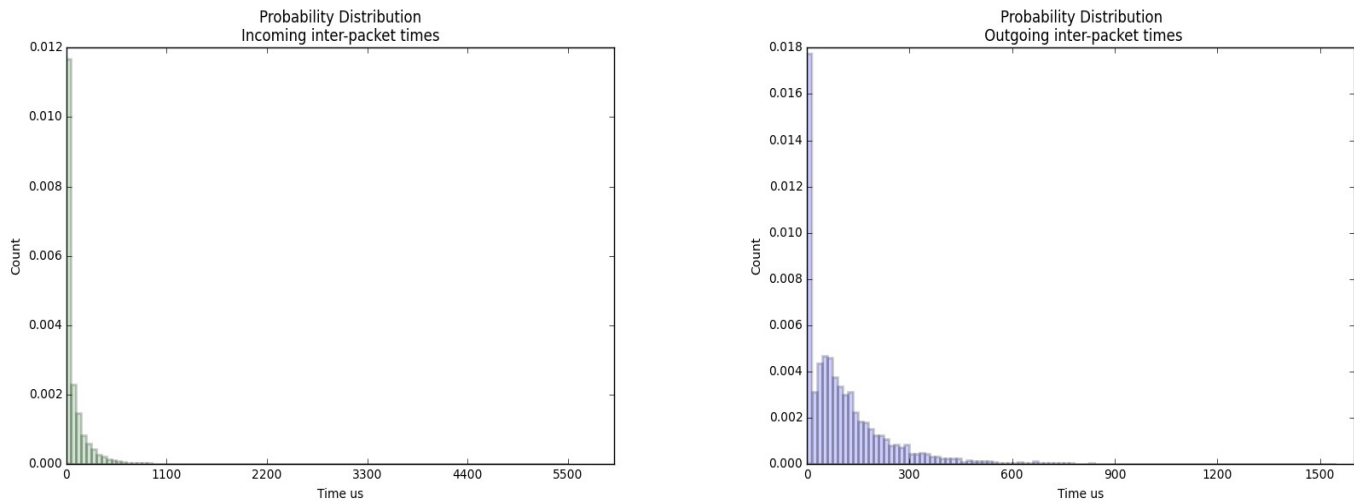 Probability Distribution
Incoming inter-packet times
0.012
0.010
0.008
0.006
0.004
0.002
0.000
Count
0 1100 2200 3300 4400 5500
Time us
Probability Distribution
Outgoing inter-packet times
0.018
0.016
0.014
0.012
0.010
0.008
0.006
0.004
0.002
0.000
Count
0 300 600 900 1200 1500
Time us